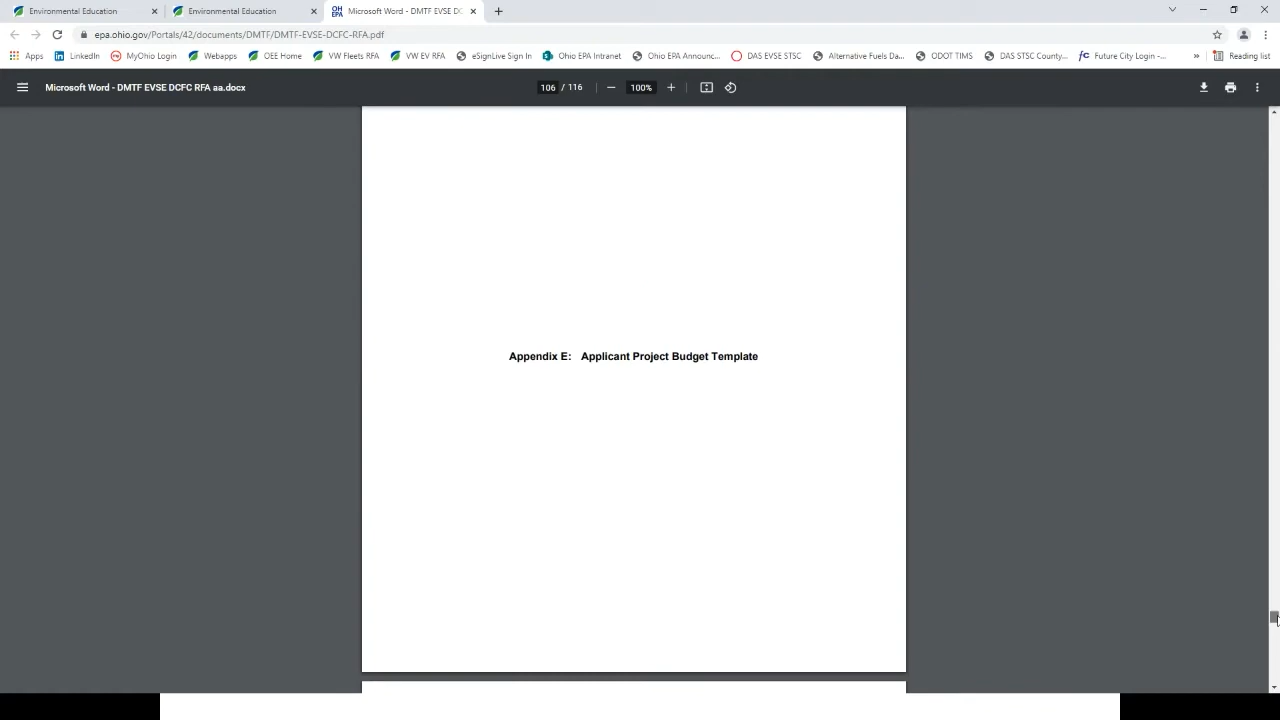 Environmental Education
Environmental Education
OH EPA
Microsoft Word - DMTF EVSE DC
epa.ohio.gov/Portals/42/documents/DMTF/DMTF-EVSE-DCFC-RFA.pdf
Apps LinkedIn MyOhio Login Webapps OEE Home VW Fleets RFA VW EV RFA eSignLive Sign In Ohio EPA Intranet Ohio EPA Announc... DAS EVSE STSC Alternative Fuels Da... ODOT TIMS DAS STSC County... fC Future City Login -... » Reading list
Microsoft Word - DMTF EVSE DCFC RFA aa.docx
106 / 116
100%
Appendix E: Applicant Project Budget Template